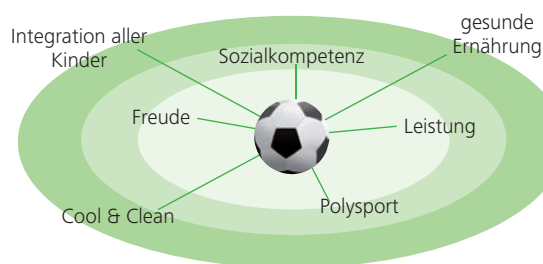 Integration aller
Kinder
Sozialkompetenz
gesunde
Ernährung
Freude
Leistung
Cool & Clean
Polysport